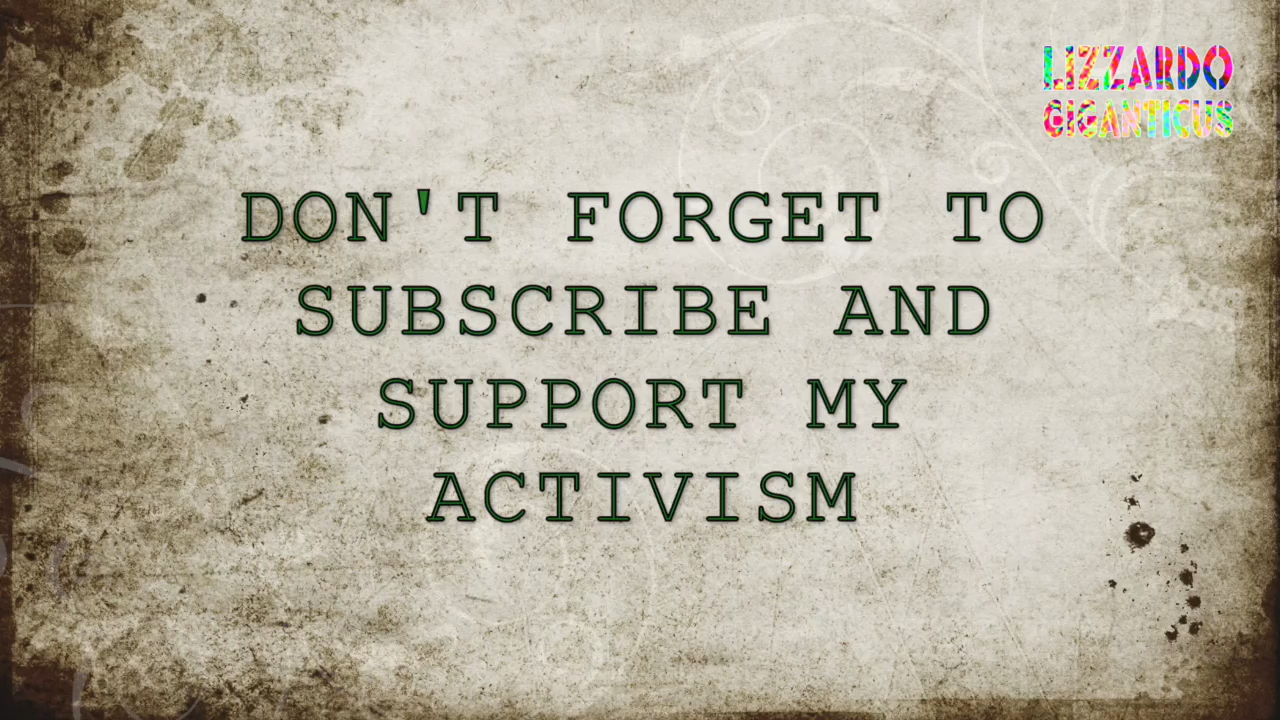 LIZZARDO
GIGANTICUS
DON'T FORGET TO
SUBSCRIBE AND
SUPPORT MY
ACTIVISM